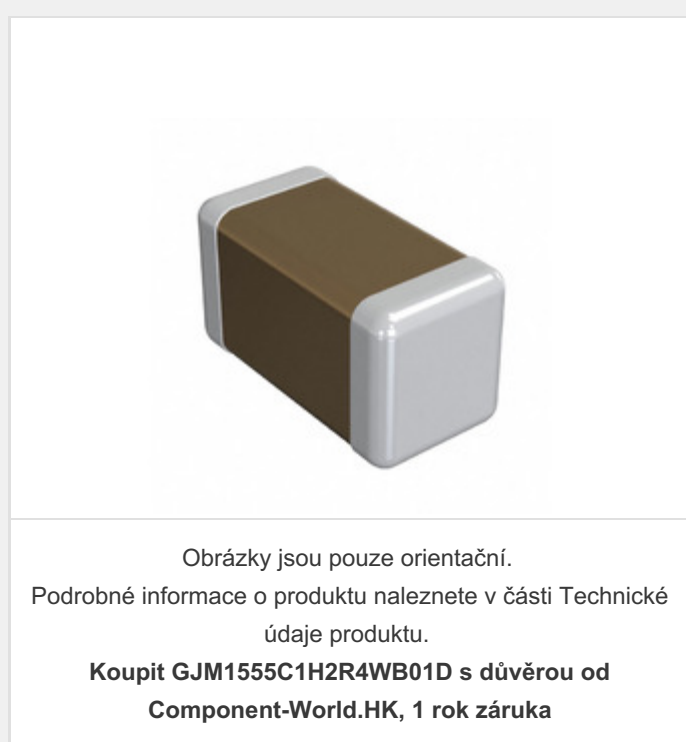 Obrázky jsou pouze orientační.
Podrobné informace o produktu naleznete v části Technické
údaje produktu.
Koupit GJM1555C1H2R4WB01D s důvěrou od
Component-World.HK, 1 rok záruka